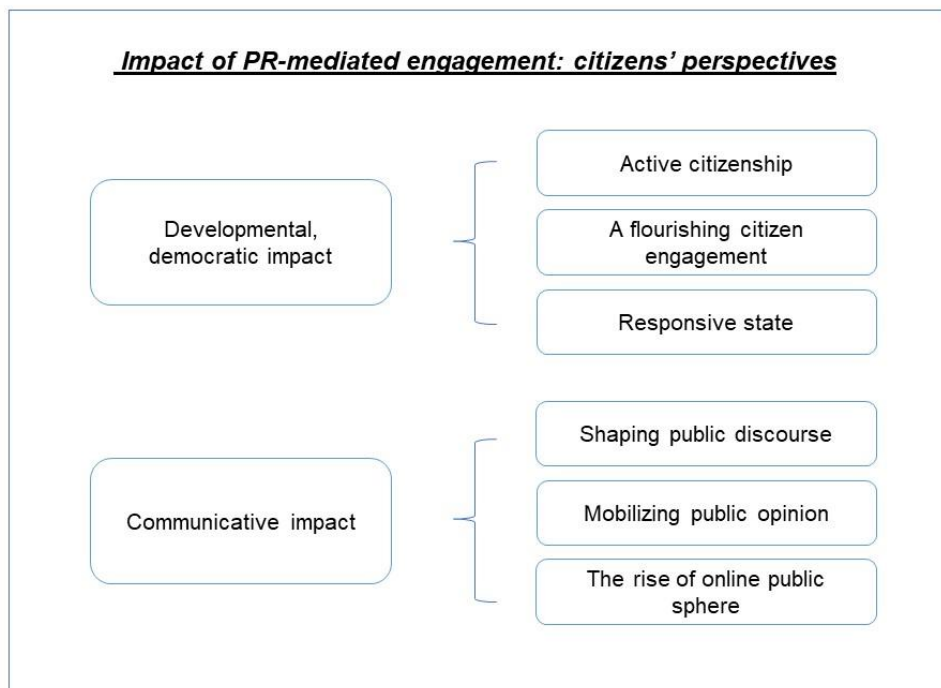 Impact of PR-mediated engagement: citizens' perspectives
Developmental,
democratic impact
Active citizenship
A flourishing citizen
engagement
Responsive state
Communicative impact
Shaping public discourse
Mobilizing public opinion
The rise of online public
sphere